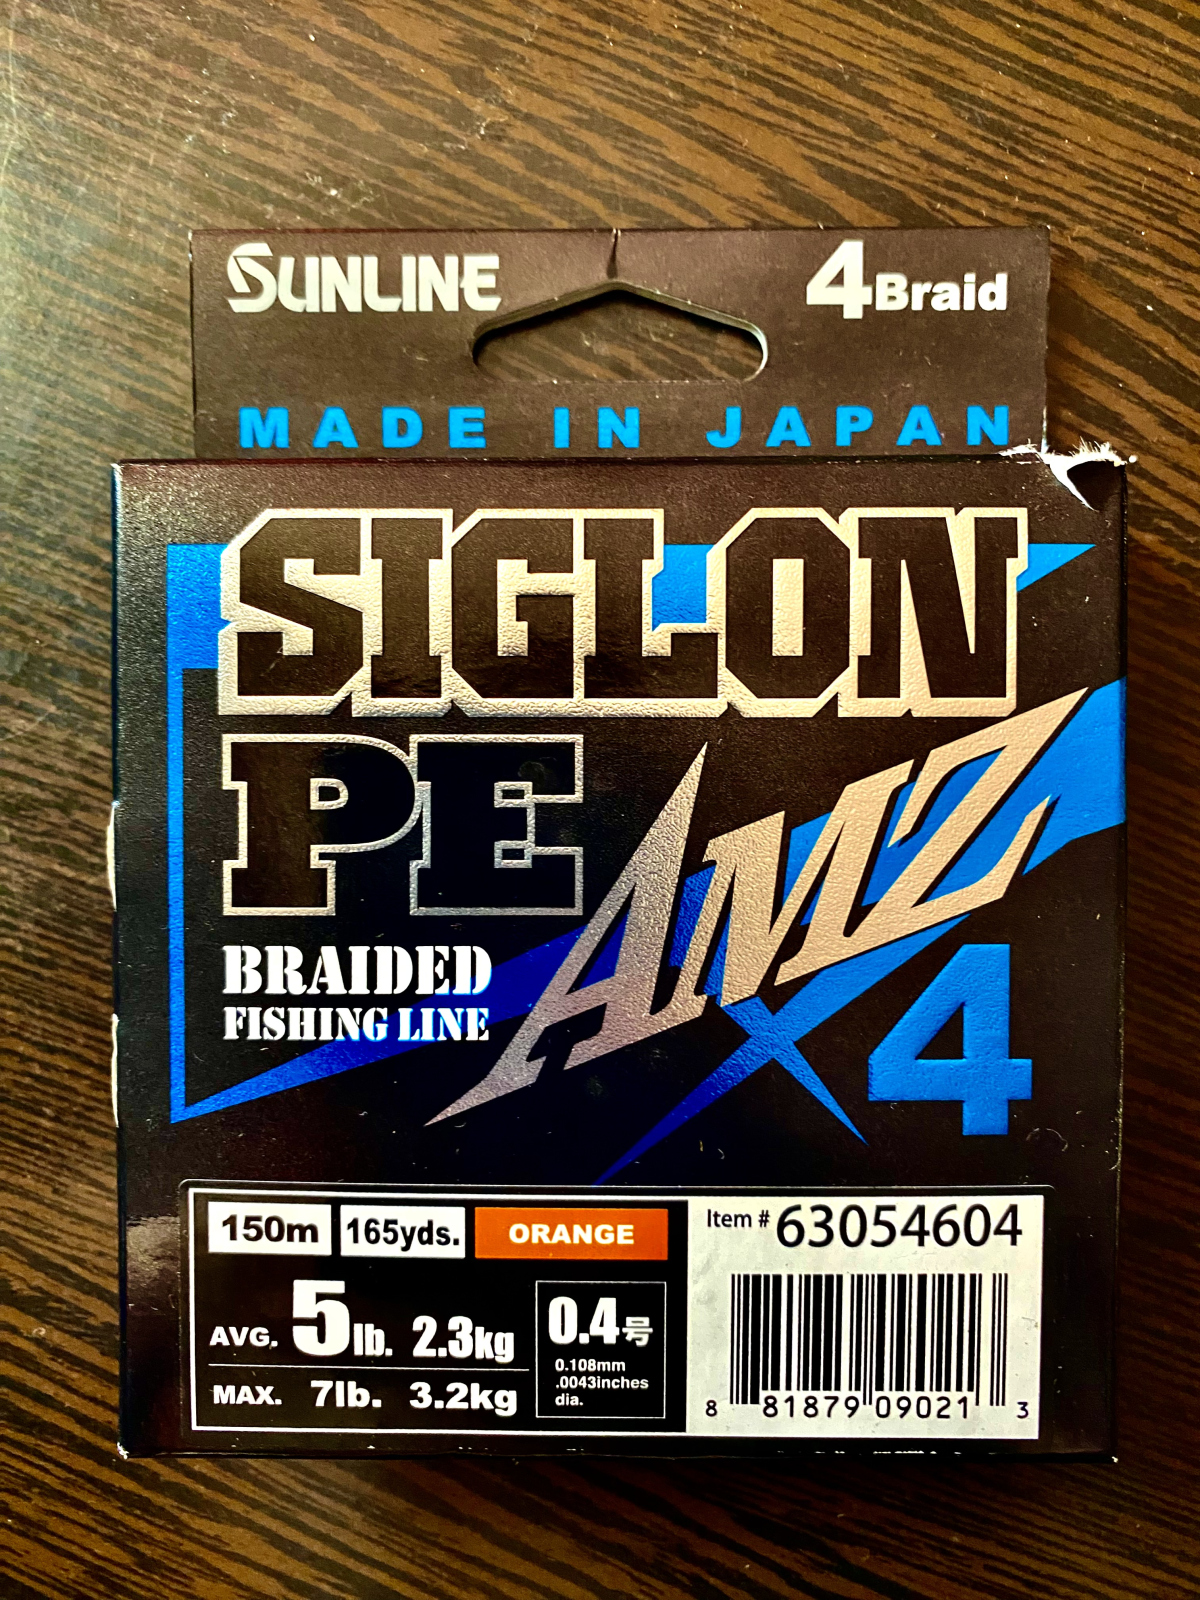 SUNLINE
4Braid
MADE IN JAPAN
SIGLON
PE
AMZ
×4
BRAIDED
FISHING LINE
150m 165yds. ORANGE
AVG. 5lb. 2.3kg
MAX. 7lb. 3.2kg
0.4号
0.108mm
.0043inches
dia.
Item # 63054604
8 81879 09021 3